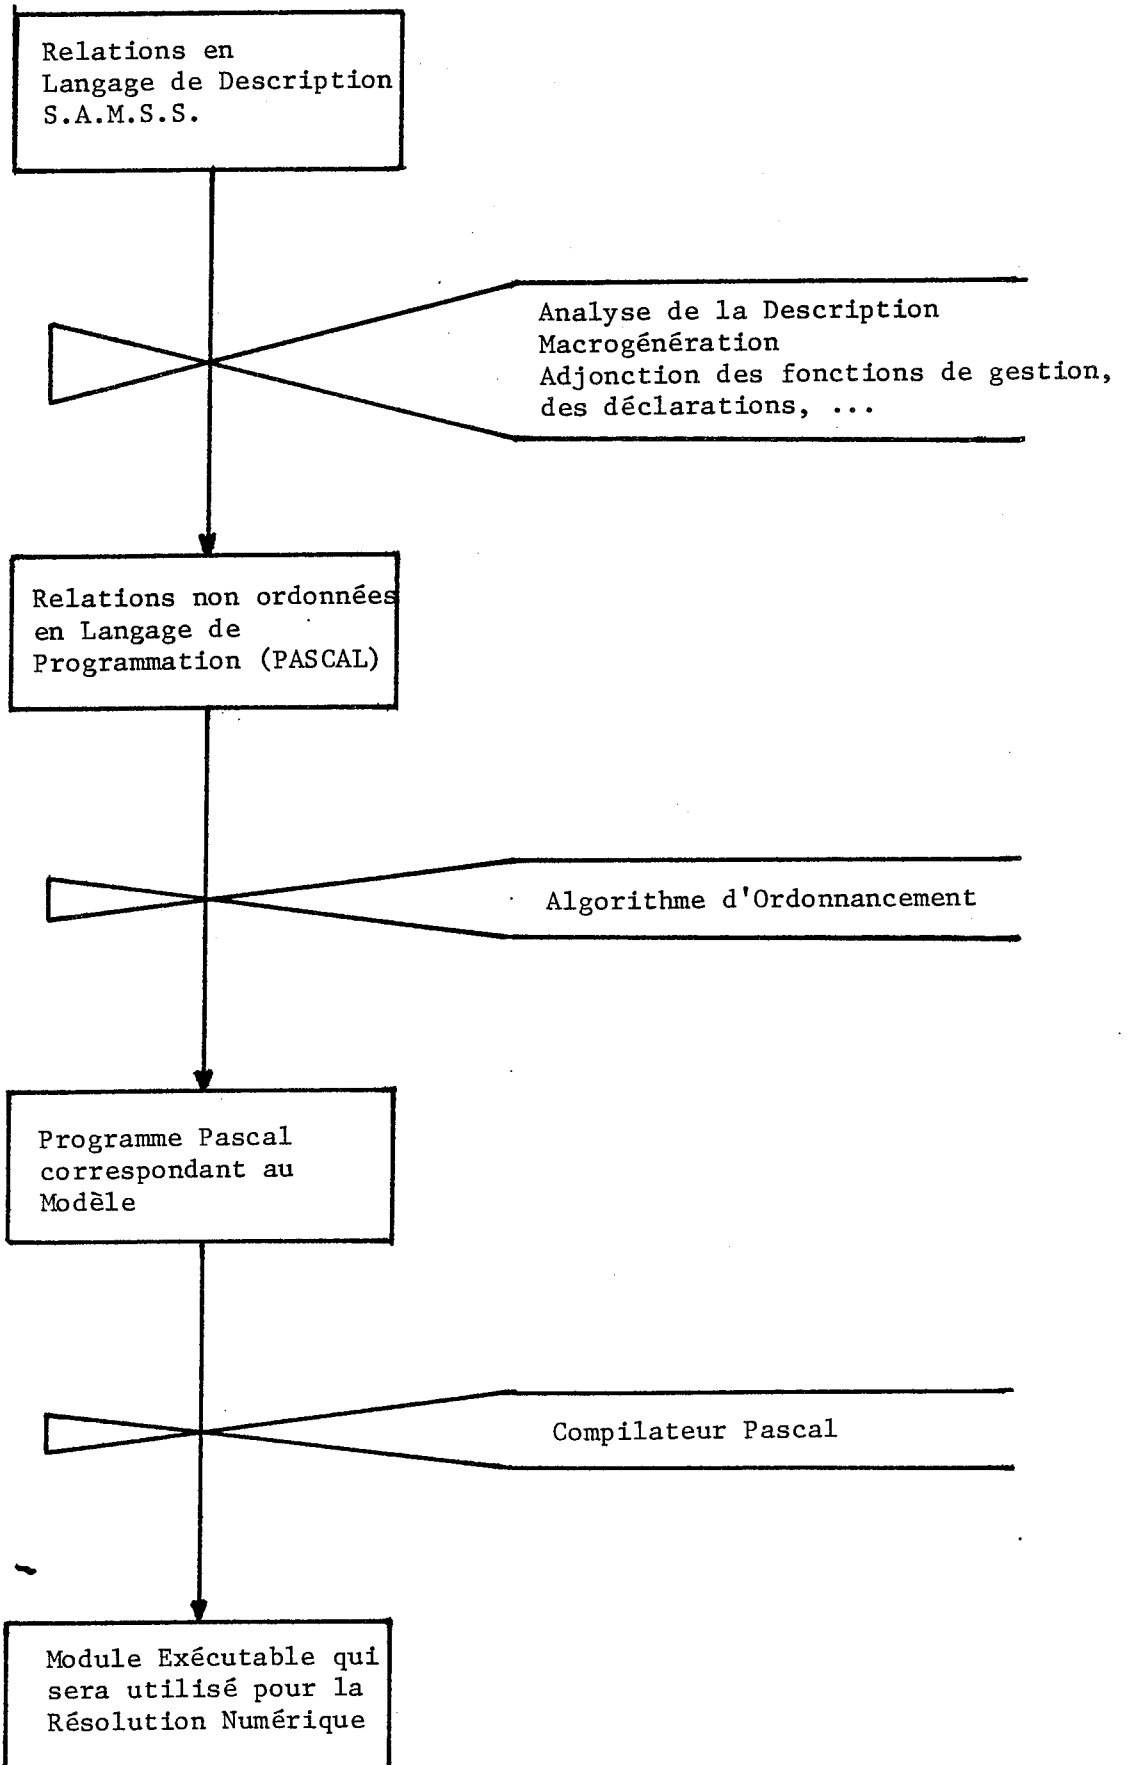 Relations en
Langage de Description
S.A.M.S.S.
Analyse de la Description
Macrogénération
Adjonction des fonctions de gestion,
des déclarations, ...
Relations non ordonnées
en Langage de
Programmation (PASCAL)
Algorithme d'Ordonnancement
Programme Pascal
correspondant au
Modèle
Compilateur Pascal
Module Exécutable qui
sera utilisé pour la
Résolution Numérique